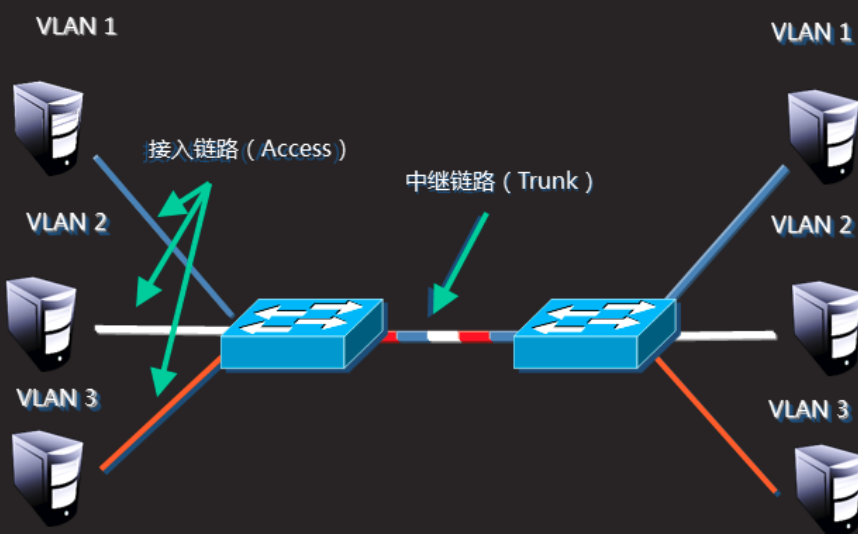 VLAN 1
VLAN 1
接入链路（Access）
中继链路（Trunk）
VLAN 2
VLAN 2
VLAN 3
VLAN 3